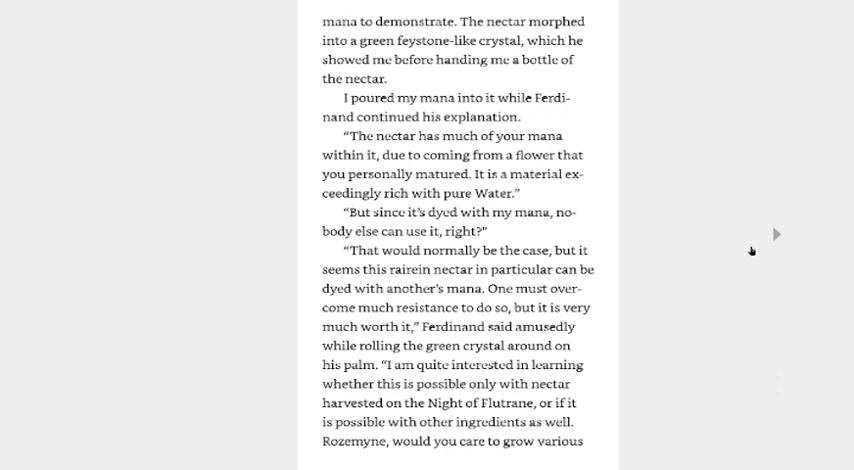 mana to demonstrate. The nectar morphed
into a green feystone-like crystal, which he
showed me before handing me a bottle of
the nectar.
I poured my mana into it while Ferdi-
nand continued his explanation.
“The nectar has much of your mana
within it, due to coming from a flower that
you personally matured. It is a material ex-
ceedingly rich with pure Water.”
“But since it’s dyed with my mana, no-
body else can use it, right?”
“That would normally be the case, but it
seems this rairein nectar in particular can be
dyed with another’s mana. One must over-
come much resistance to do so, but it is very
much worth it,” Ferdinand said amusedly
while rolling the green crystal around on
his palm. “I am quite interested in learning
whether this is possible only with nectar
harvested on the Night of Flutrane, or if it
is possible with other ingredients as well.
Rozemyne, would you care to grow various